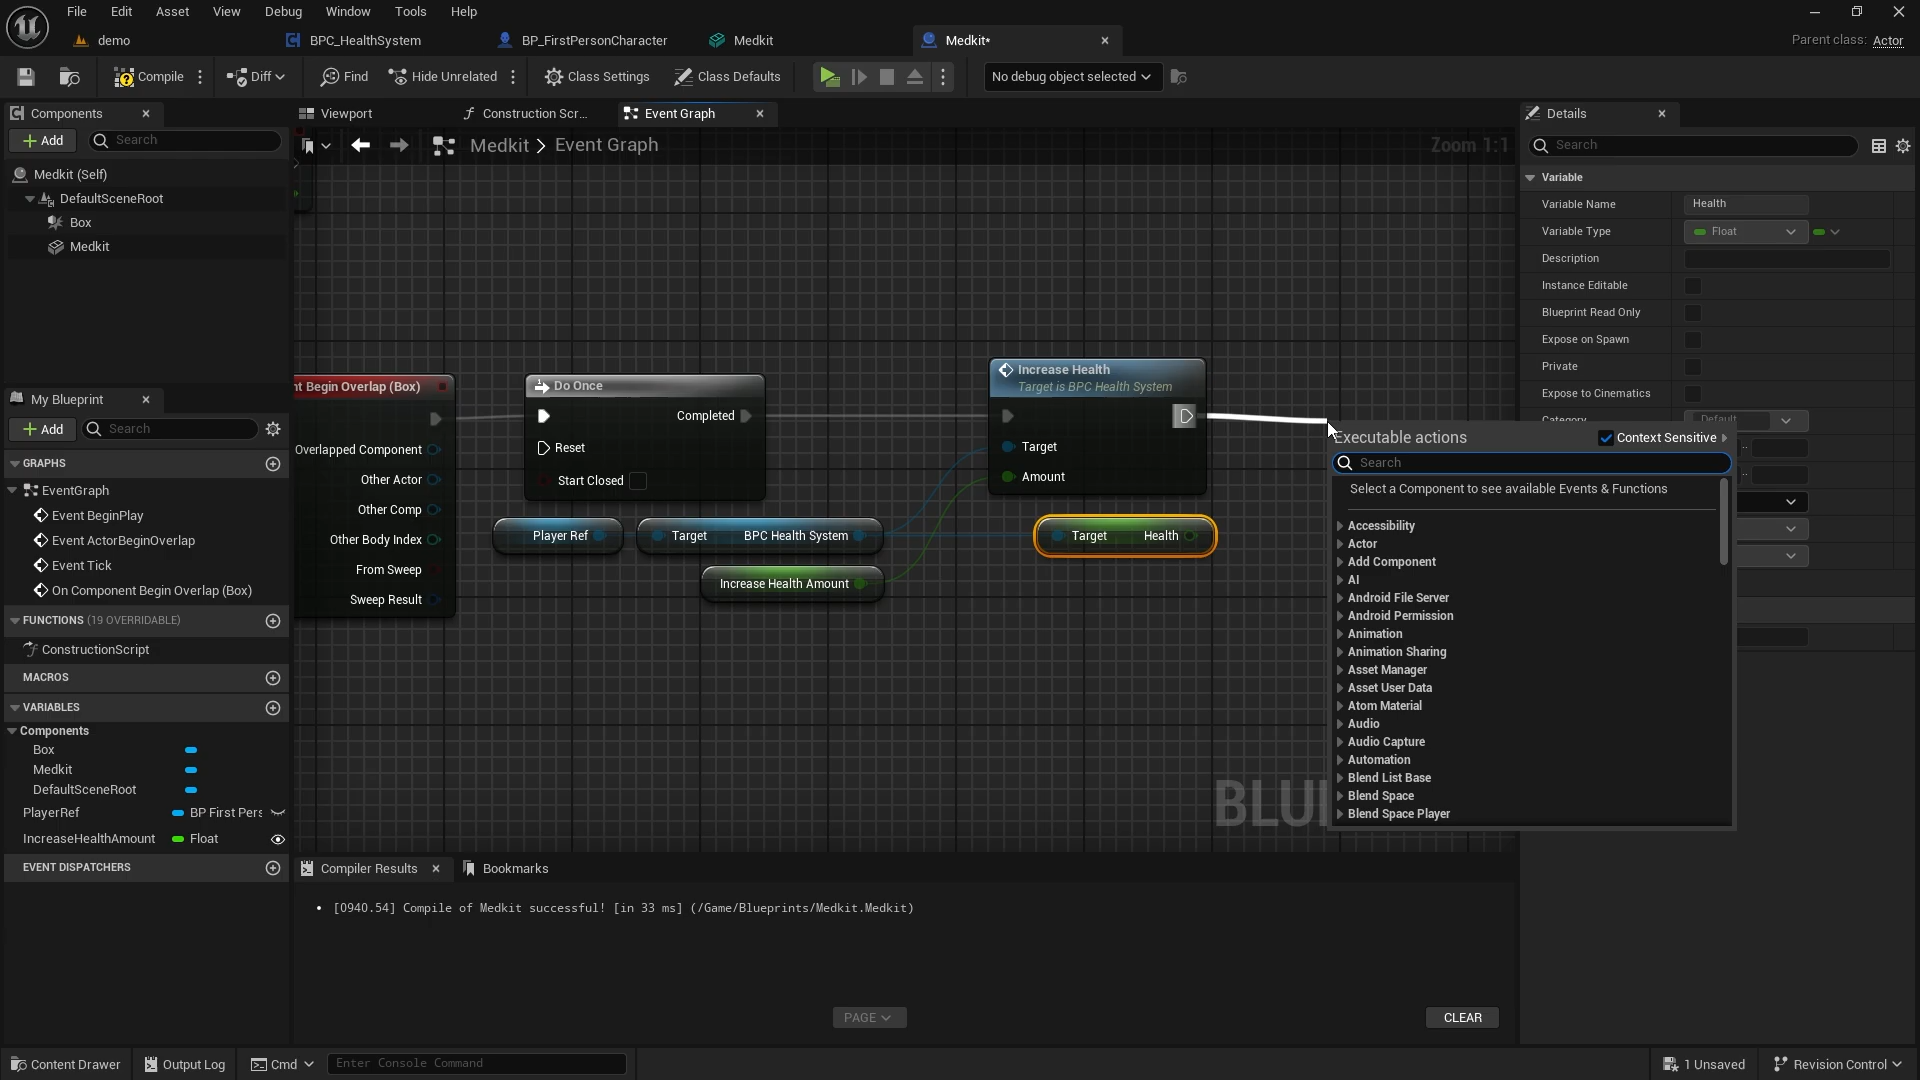 File Edit Asset View Debug Window Tools Help
demo BPC_HealthSystem BP_FirstPersonCharacter Medkit Medkit* Parent class: Actor
Compile Diff Find Hide Unrelated Class Settings Class Defaults No debug object selected
Components Viewport Construction Scr... Event Graph Details
Add Search Medkit > Event Graph Zoom 1:1 Search
Medkit (Self)
DefaultSceneRoot
Box
Medkit
Variable
Variable Name Health
Variable Type Float
Description
Instance Editable
Blueprint Read Only
Expose on Spawn
Private
Expose to Cinematics
Category Default
My Blueprint
Add Search
GRAPHS
EventGraph
Event BeginPlay
Event ActorBeginOverlap
Event Tick
On Component Begin Overlap (Box)
FUNCTIONS (19 OVERRIDABLE)
ConstructionScript
MACROS
VARIABLES
Components
Box
Medkit
DefaultSceneRoot
PlayerRef BP First Pers
IncreaseHealthAmount Float
EVENT DISPATCHERS
nt Begin Overlap (Box)
Overlapped Component
Other Actor
Other Comp
Other Body Index
From Sweep
Sweep Result
Do Once
Completed
Reset
Start Closed
Increase Health
Target is BPC Health System
Target
Amount
Player Ref
Target BPC Health System
Increase Health Amount
Target Health
BLU
Executable actions Context Sensitive
Search
Select a Component to see available Events & Functions
Accessibility
Actor
Add Component
AI
Android File Server
Android Permission
Animation
Animation Sharing
Asset Manager
Asset User Data
Atom Material
Audio
Audio Capture
Automation
Blend List Base
Blend Space
Blend Space Player
Compiler Results Bookmarks
• [0940.54] Compile of Medkit successful! [in 33 ms] (/Game/Blueprints/Medkit.Medkit)
PAGE CLEAR
Content Drawer Output Log Cmd Enter Console Command 1 Unsaved Revision Control